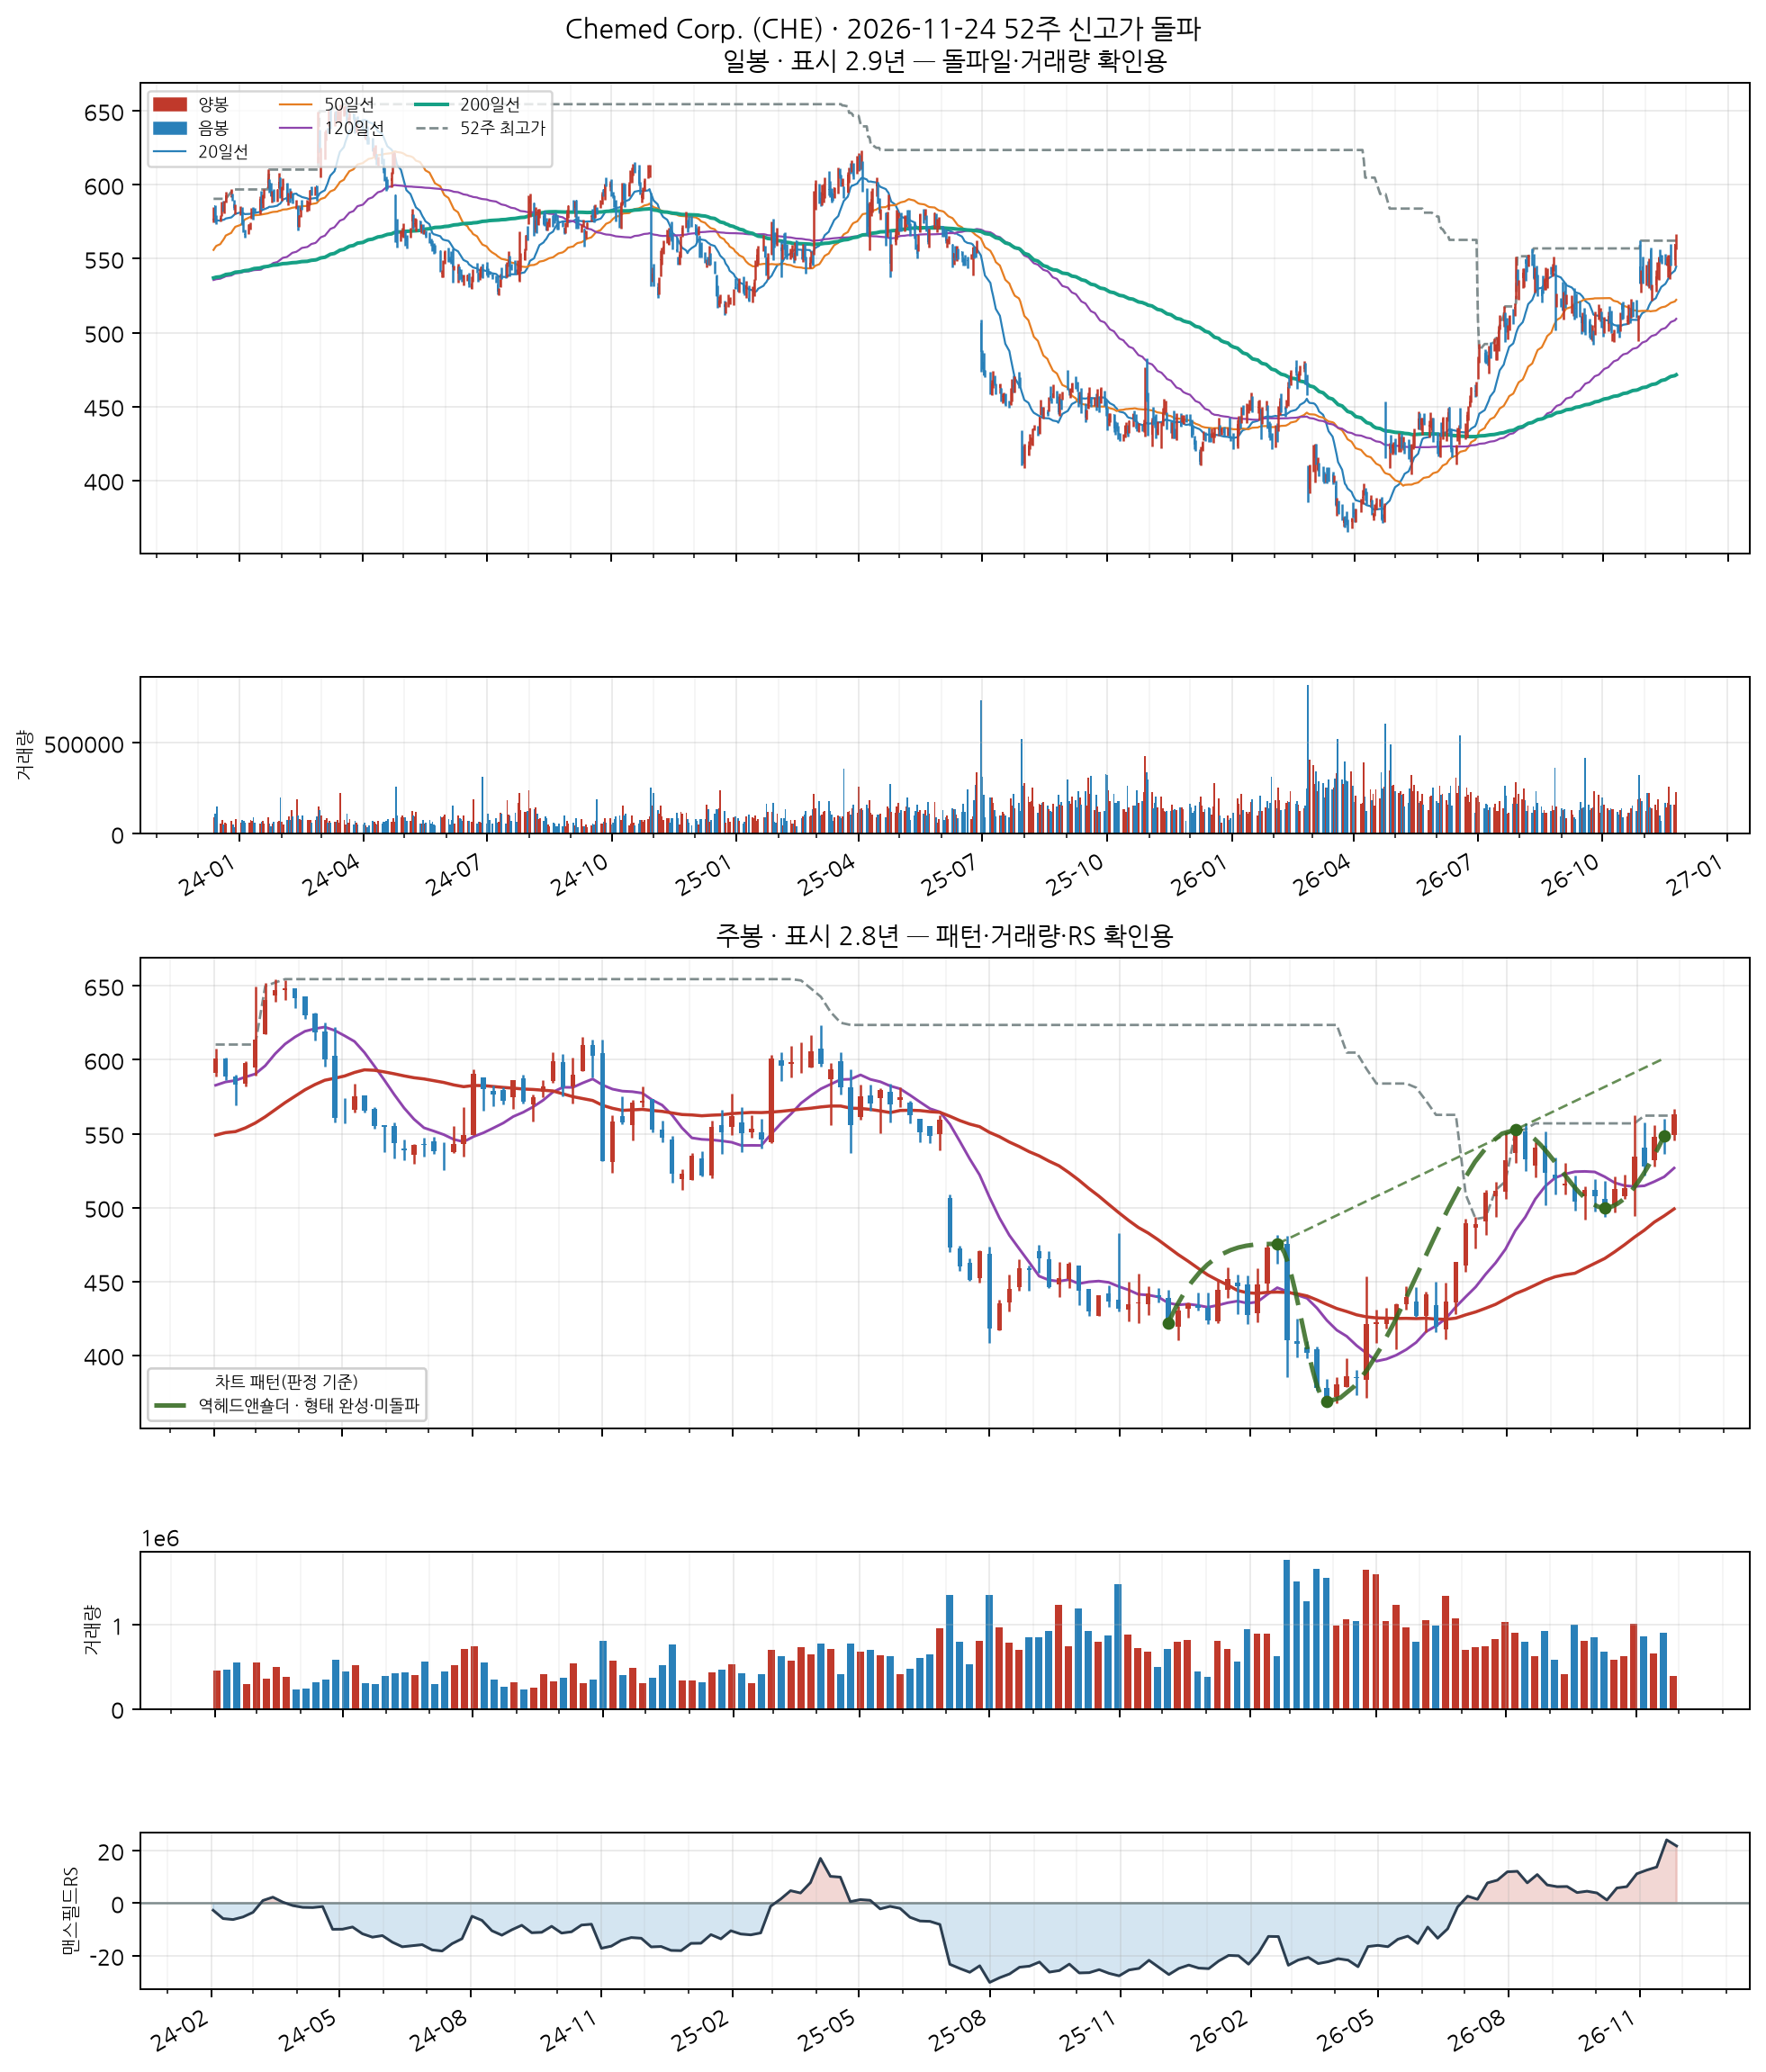 Chemed Corp. (CHE) · 2026-11-24 52주 신고가 돌파
일봉 · 표시 2.9년 — 돌파일·거래량 확인용
양봉
음봉
20일선
50일선
120일선
200일선
52주 최고가
650
600
550
500
450
400
거래량
500000
0
24-01
24-04
24-07
24-10
25-01
25-04
25-07
25-10
26-01
26-04
26-07
26-10
27-01
주봉 · 표시 2.8년 — 패턴·거래량·RS 확인용
650
600
550
500
450
400
차트 패턴(판정 기준)
역헤드앤숄더 · 형태 완성·미돌파
1e6
거래량
1
0
맨스필드RS
20
0
-20
24-02
24-05
24-08
24-11
25-02
25-05
25-08
25-11
26-02
26-05
26-08
26-11